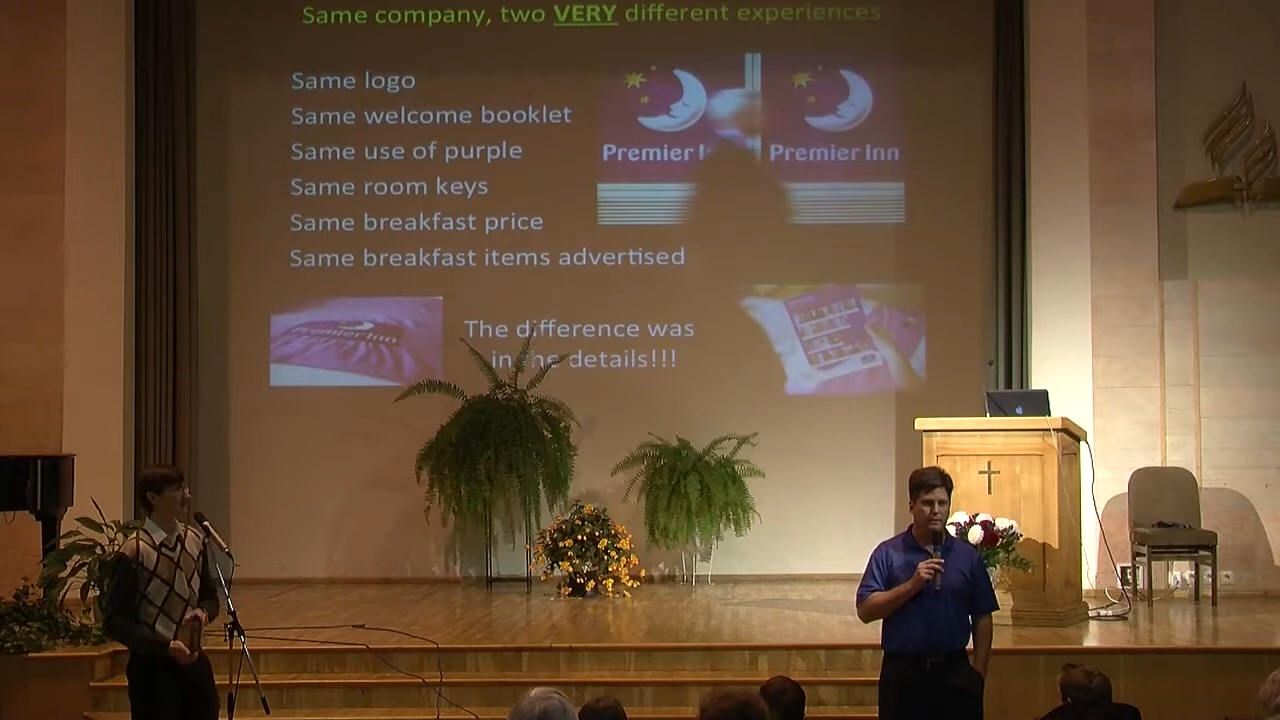 Same company, two VERY different experiences
Same logo
Same welcome booklet
Same use of purple
Same room keys
Same breakfast price
Same breakfast items advertised
Premier I
Premier Inn
Premier Inn
The difference was
in the details!!!